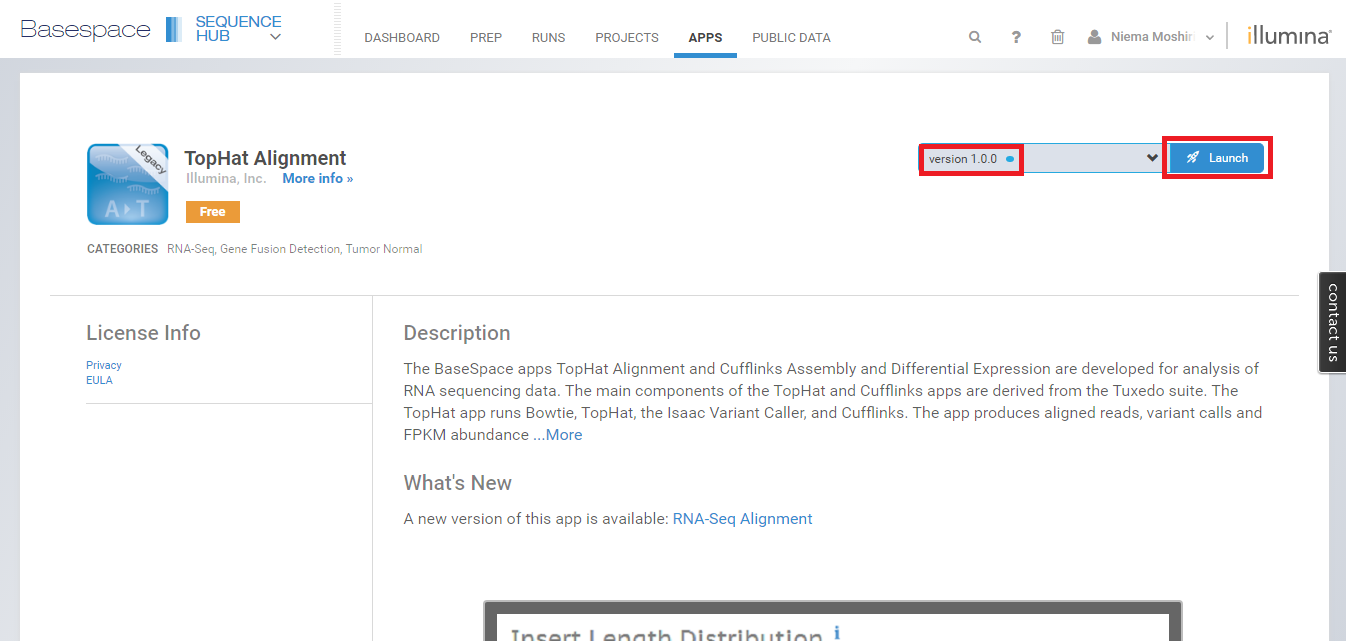 Basespace
SEQUENCE
HUB
DASHBOARD PREP RUNS PROJECTS APPS PUBLIC DATA
? Niema Moshiri illumina®
Legacy
A T
TopHat Alignment
Illumina, Inc. More info »
Free
CATEGORIES RNA-Seq, Gene Fusion Detection, Tumor Normal
version 1.0.0
Launch
contact us
License Info
Privacy
EULA
Description
The BaseSpace apps TopHat Alignment and Cufflinks Assembly and Differential Expression are developed for analysis of
RNA sequencing data. The main components of the TopHat and Cufflinks apps are derived from the Tuxedo suite. The
TopHat app runs Bowtie, TopHat, the Isaac Variant Caller, and Cufflinks. The app produces aligned reads, variant calls and
FPKM abundance ...More
What's New
A new version of this app is available: RNA-Seq Alignment
Insert Length Distribution i